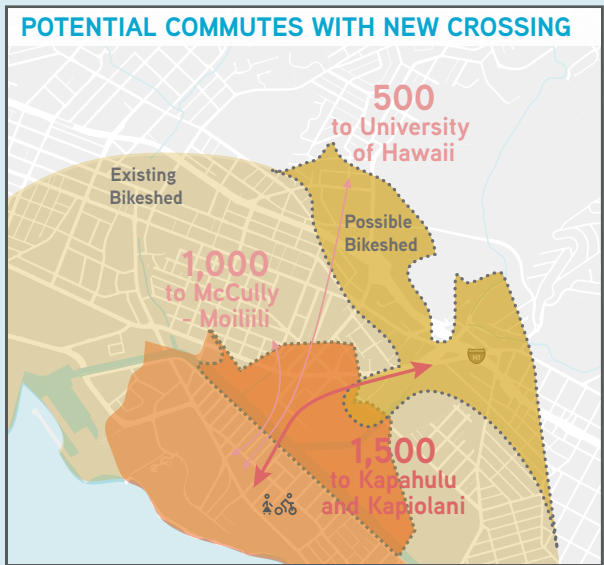 POTENTIAL COMMUTES WITH NEW CROSSING
500
to University
of Hawaii
Existing
Bikeshed
Possible
Bikeshed
1,000
to McCully
- Moiliili
H1
1,500
to Kapahulu
and Kapiolani